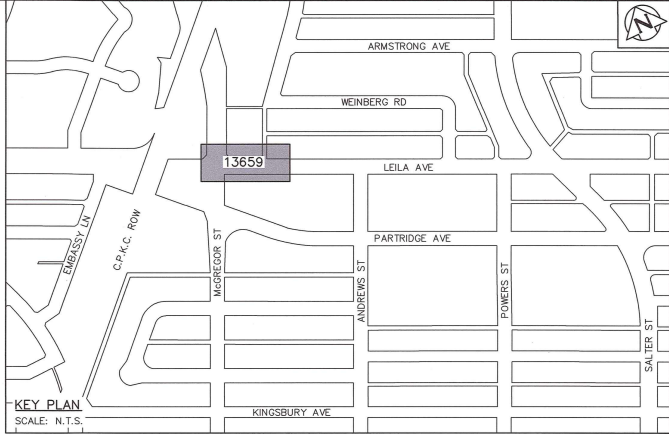 N
ARMSTRONG AVE
WEINBERG RD
13659
LEILA AVE
EMBASSY LN
C.P.K.C. ROW
McGREGOR ST
PARTRIDGE AVE
ANDREWS ST
POWERS ST
SALTER ST
KEY PLAN
SCALE: N.T.S.
KINGSBURY AVE